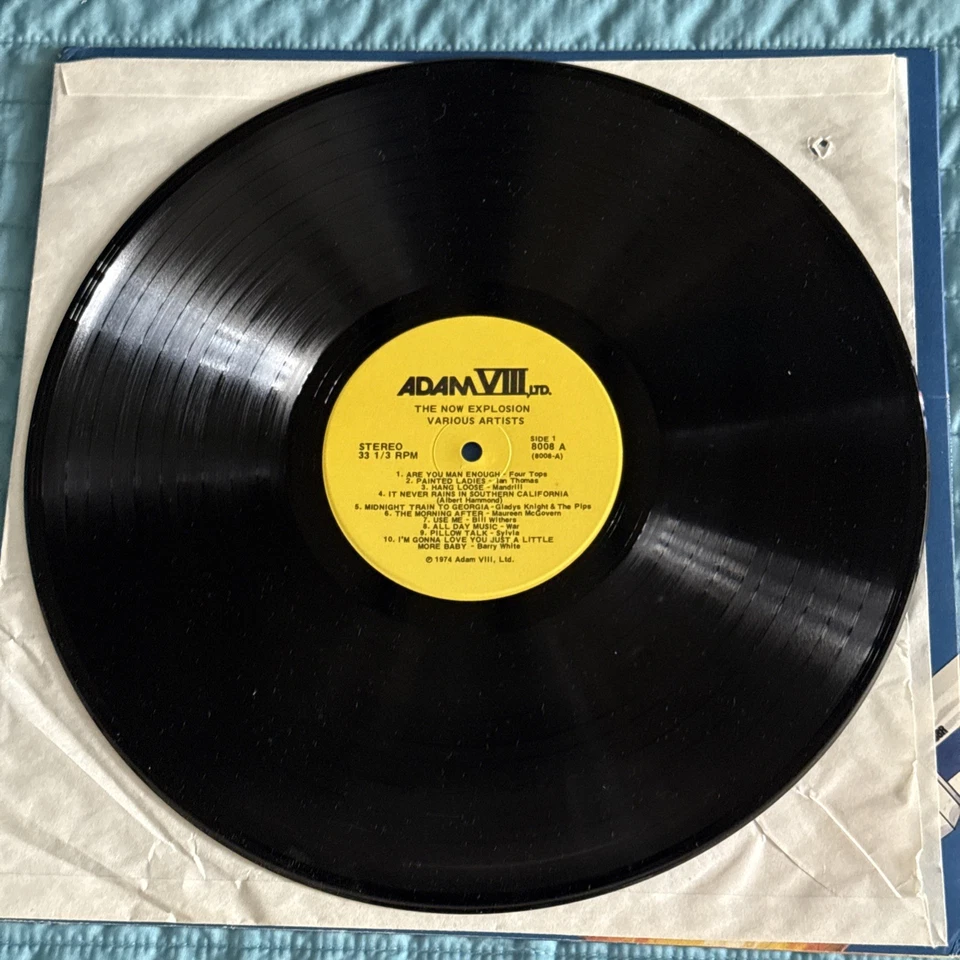 ADAM VIII, LTD.
THE NOW EXPLOSION
VARIOUS ARTISTS
STEREO
33 1/3 RPM
SIDE 1
8008 A
(8008-A)
1. ARE YOU MAN ENOUGH - Four Tops
2. PAINTED LADIES - Ian Thomas
3. HANG LOOSE - Mandrill
4. IT NEVER RAINS IN SOUTHERN CALIFORNIA
(Albert Hammond)
5. MIDNIGHT TRAIN TO GEORGIA - Gladys Knight & The Pips
6. THE MORNING AFTER - Maureen McGovern
7. USE ME - Bill Withers
8. ALL DAY MUSIC - War
9. PILLOW TALK - Sylvia
10. I'M GONNA LOVE YOU JUST A LITTLE
MORE BABY - Barry White
℗ 1974 Adam VIII, Ltd.